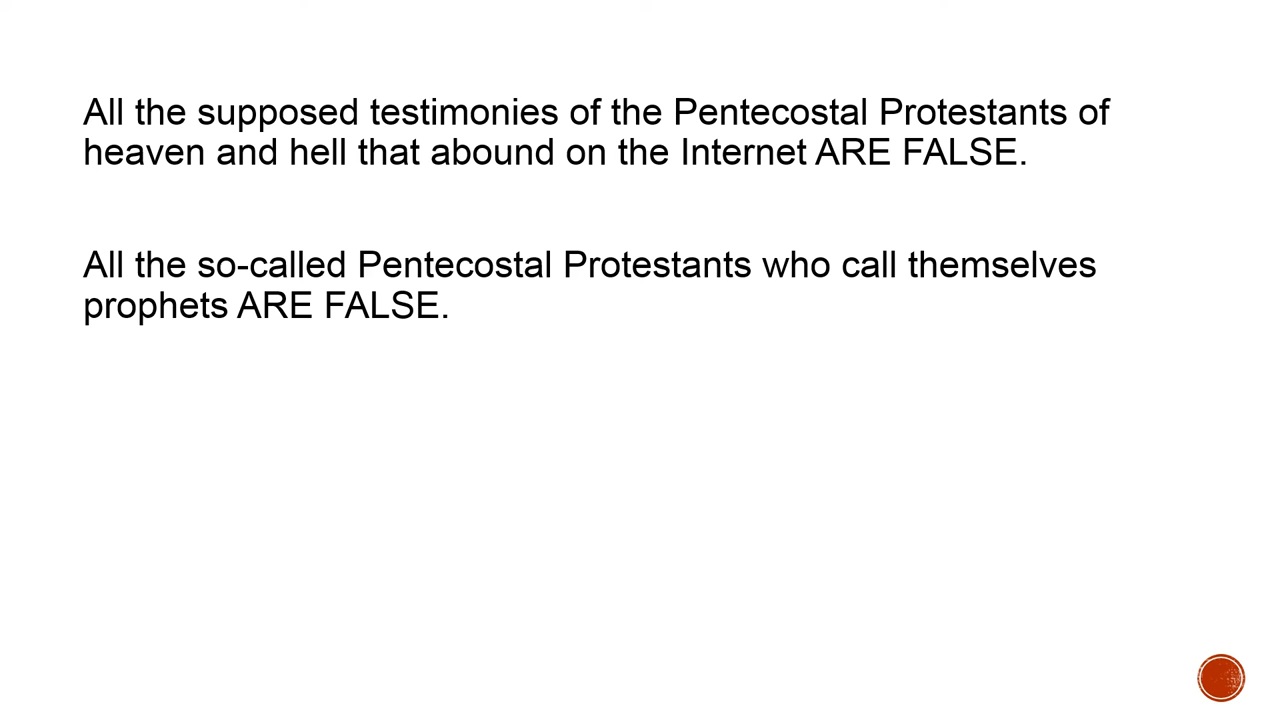 All the supposed testimonies of the Pentecostal Protestants of
heaven and hell that abound on the Internet ARE FALSE.
All the so-called Pentecostal Protestants who call themselves
prophets ARE FALSE.